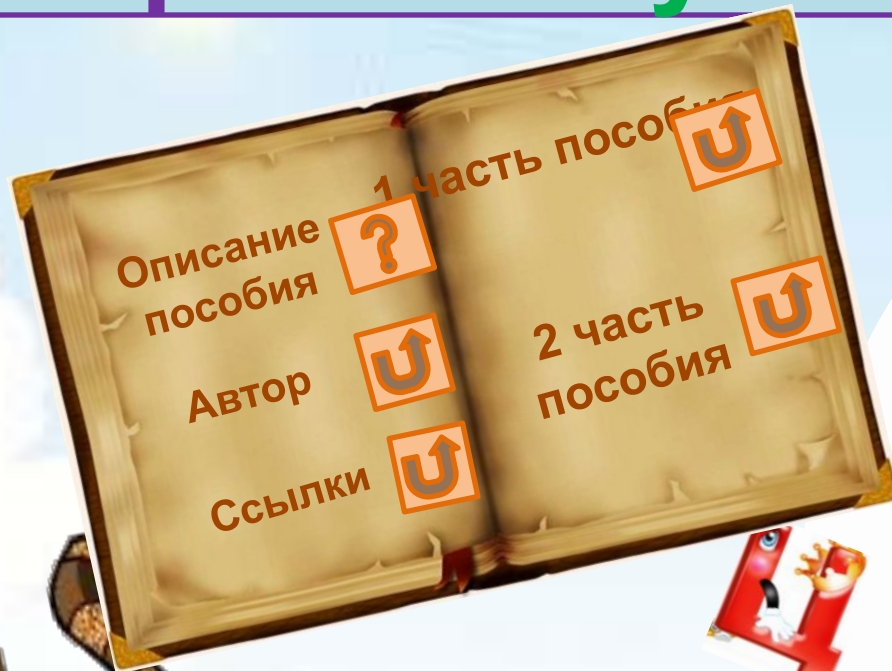 Описание
пособия
Автор
Ссылки
1 часть пособия
2 часть
пособия